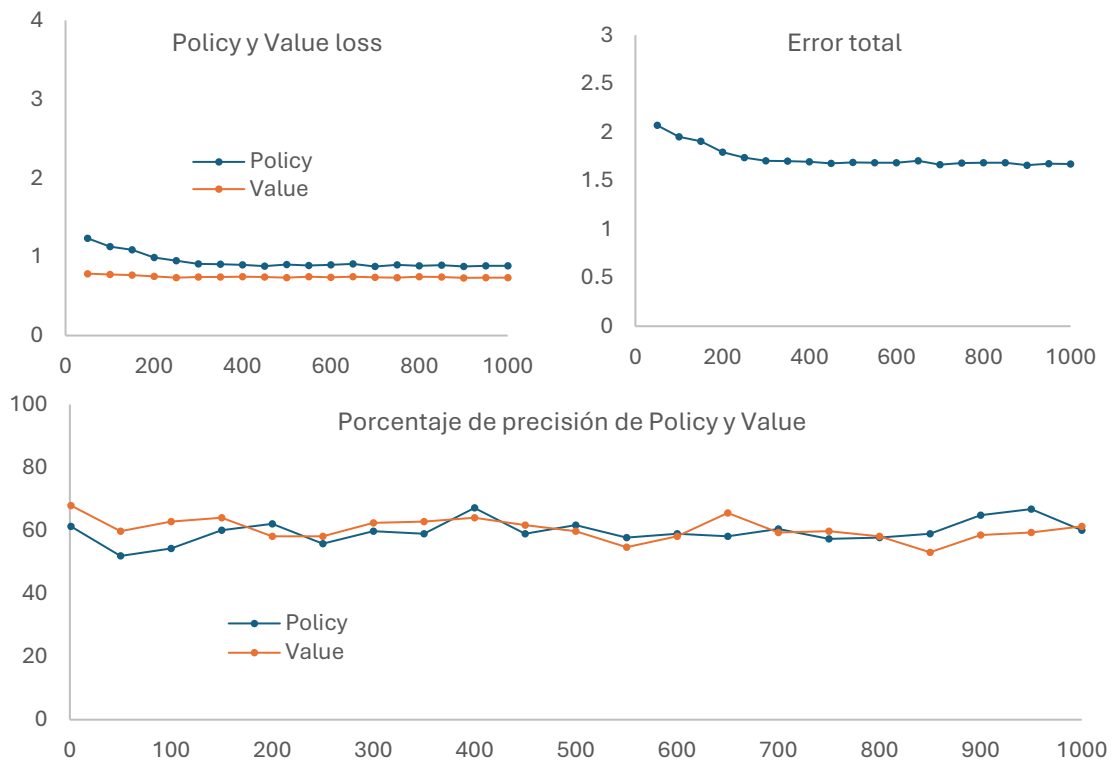 Policy y Value loss
4
3
2
1
0
Policy
Value
0 200 400 600 800 1000
Error total
3
2.5
2
1.5
1
0.5
0
0 200 400 600 800 1000
Porcentaje de precisión de Policy y Value
100
80
60
40
20
0
Policy
Value
0 100 200 300 400 500 600 700 800 900 1000